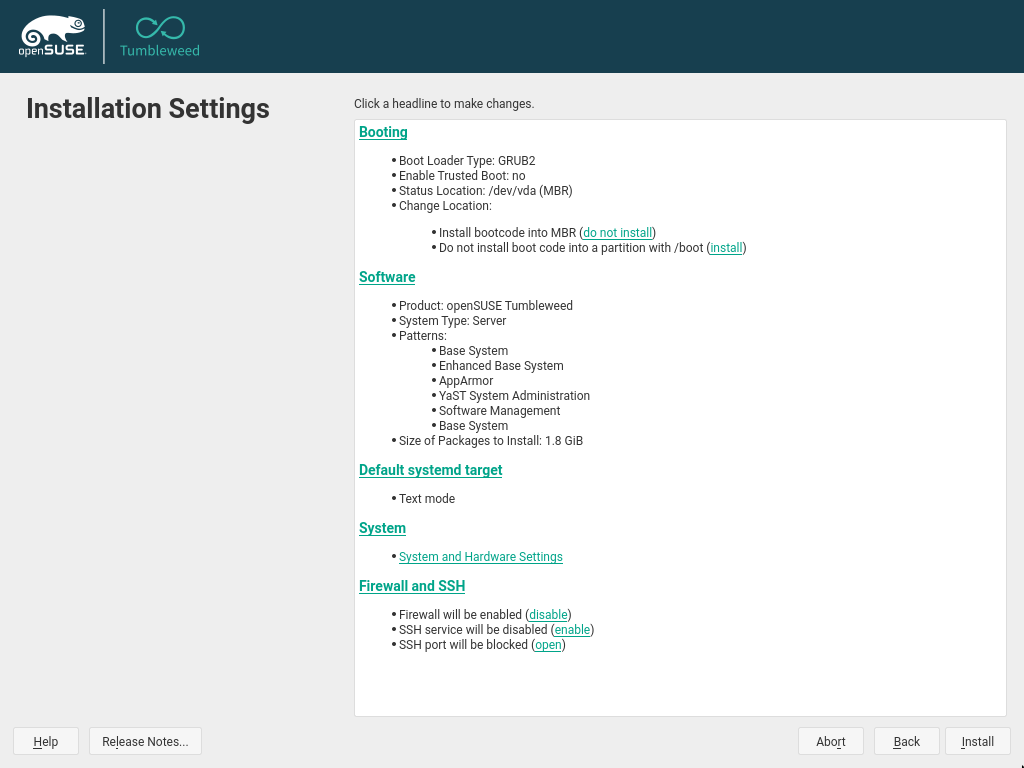 openSUSE
Tumbleweed
Installation Settings
Click a headline to make changes.
Booting
Boot Loader Type: GRUB2
Enable Trusted Boot: no
Status Location: /dev/vda (MBR)
Change Location:
Install bootcode into MBR (do not install)
Do not install boot code into a partition with /boot (install)
Software
Product: openSUSE Tumbleweed
System Type: Server
Patterns:
Base System
Enhanced Base System
AppArmor
YaST System Administration
Software Management
Base System
Size of Packages to Install: 1.8 GiB
Default systemd target
Text mode
System
System and Hardware Settings
Firewall and SSH
Firewall will be enabled (disable)
SSH service will be disabled (enable)
SSH port will be blocked (open)
Help Release Notes... Abort Back Install